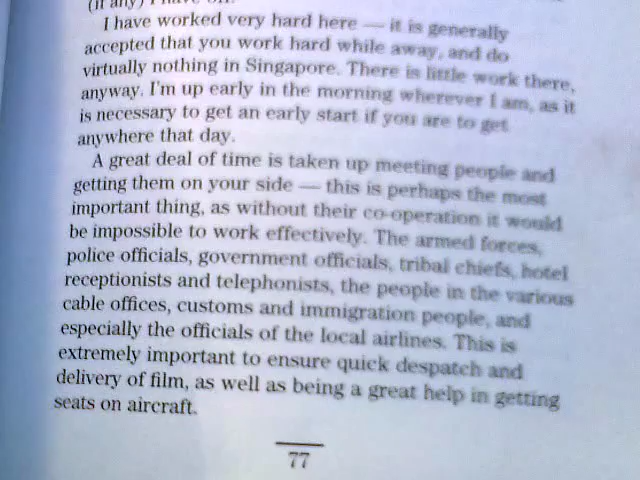 (if any) I have off.
I have worked very hard here — it is generally
accepted that you work hard while away, and do
virtually nothing in Singapore. There is little work there,
anyway. I'm up early in the morning wherever I am, as it
is necessary to get an early start if you are to get
anywhere that day.
A great deal of time is taken up meeting people and
getting them on your side — this is perhaps the most
important thing, as without their co-operation it would
be impossible to work effectively. The armed forces,
police officials, government officials, tribal chiefs, hotel
receptionists and telephonists, the people in the various
cable offices, customs and immigration people, and
especially the officials of the local airlines. This is
extremely important to ensure quick despatch and
delivery of film, as well as being a great help in getting
seats on aircraft.
77